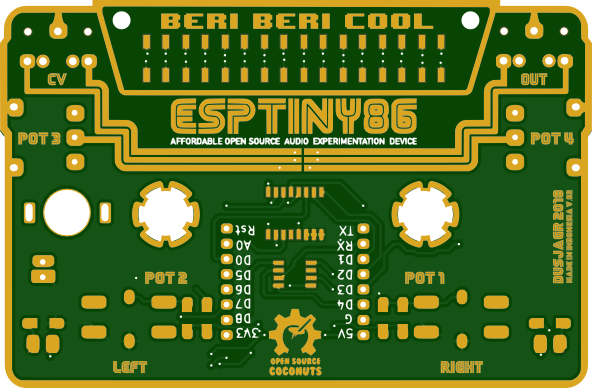 BERI BERI COOL
CV
OUT
ESPTINY86
AFFORDABLE OPEN SOURCE AUDIO EXPERIMENTATION DEVICE
POT 3
POT 4
Rst
A0
D0
D5
D6
D7
D8
3V3
TX
RX
D1
D2
D3
D4
G
5V
DUSJAGR 2019
MADE IN INDONESIA V.02
POT 2
POT 1
LEFT
RIGHT
OPEN SOURCE
COCONUTS